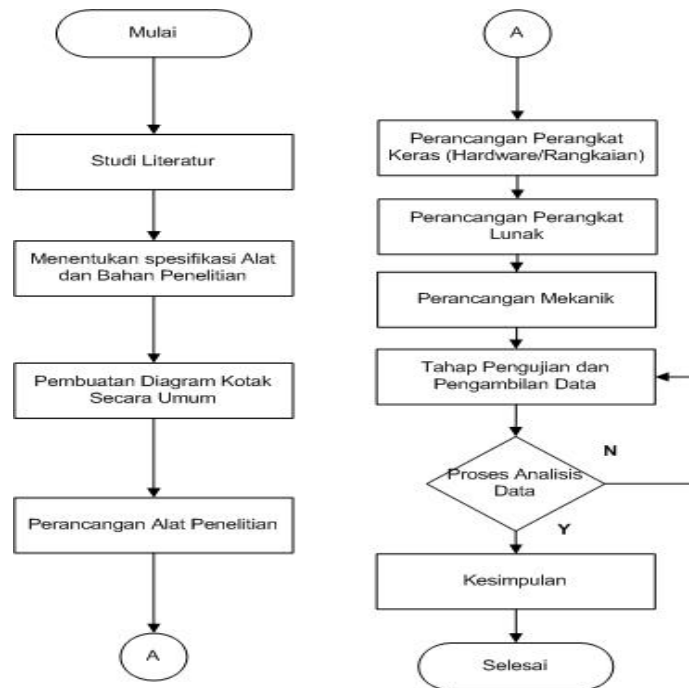 Mulai
Studi Literatur
Menentukan spesifikasi Alat
dan Bahan Penelitian
Pembuatan Diagram Kotak
Secara Umum
Perancangan Alat Penelitian
A
A
Perancangan Perangkat
Keras (Hardware/Rangkaian)
Perancangan Perangkat
Lunak
Perancangan Mekanik
Tahap Pengujian dan
Pengambilan Data
Proses Analisis
Data
N
Y
Kesimpulan
Selesai